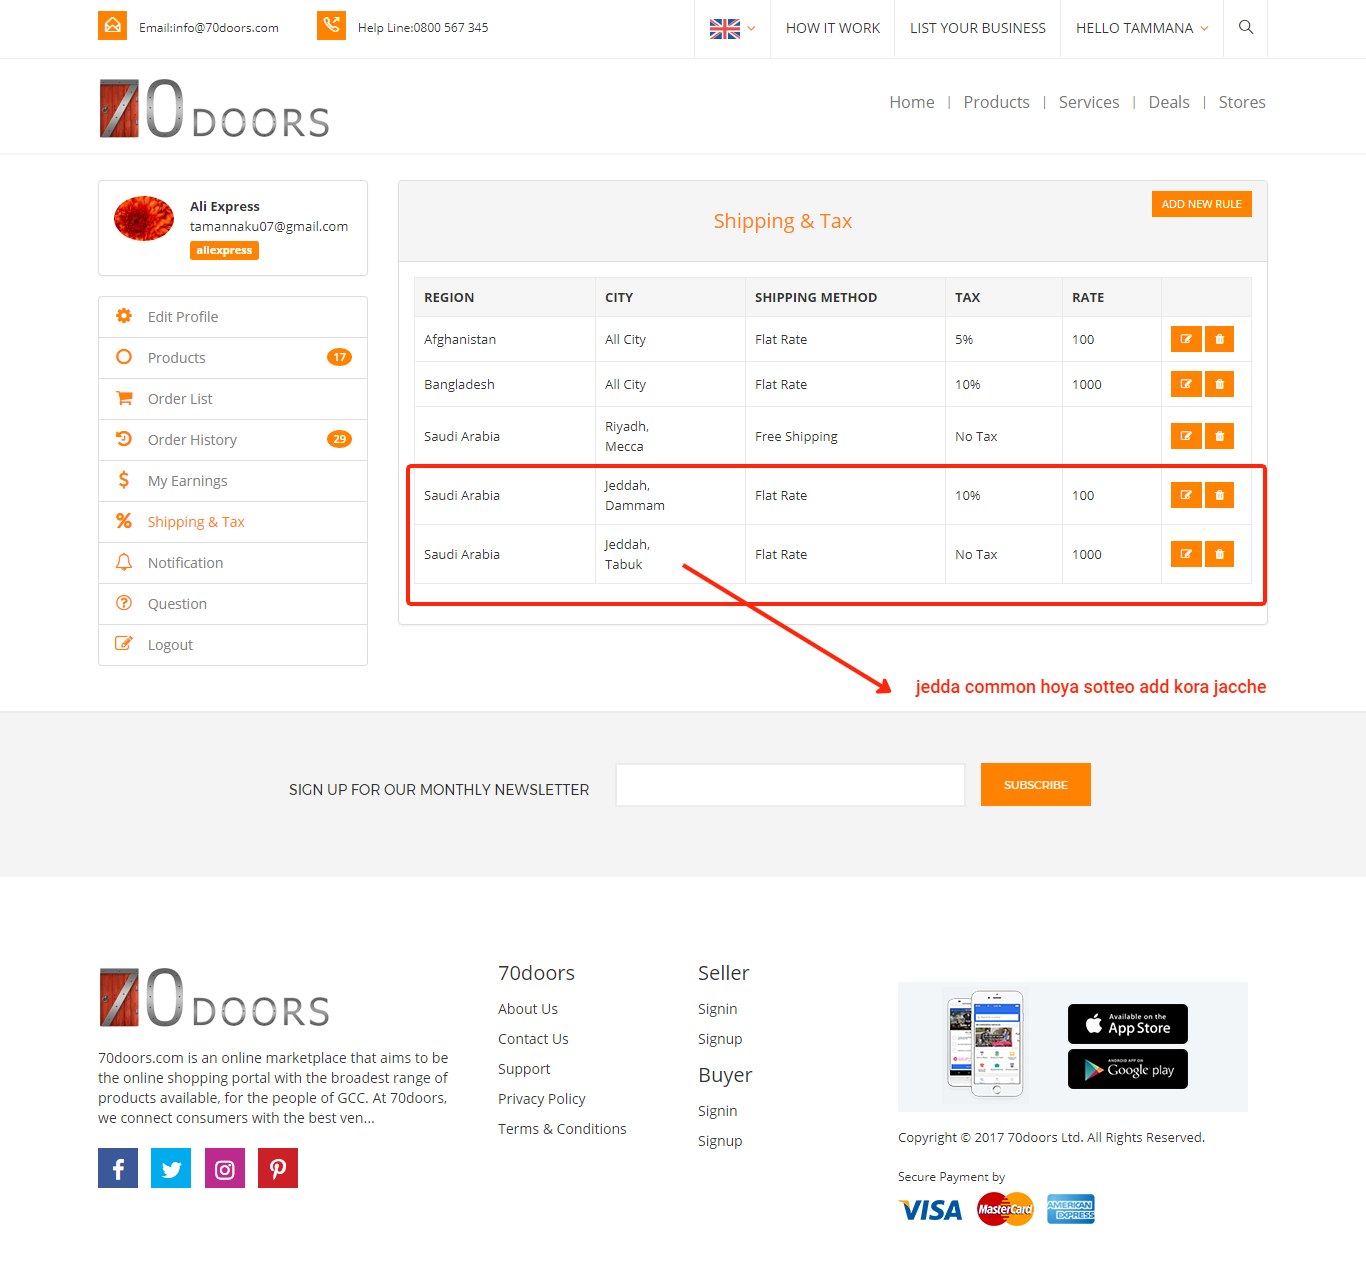 Email:info@70doors.com
Help Line:0800 567 345
HOW IT WORK
LIST YOUR BUSINESS
HELLO TAMMANA
70 DOORS
Home | Products | Services | Deals | Stores
Ali Express
tamannaku07@gmail.com
aliexpress
Edit Profile
Products 17
Order List
Order History 29
My Earnings
Shipping & Tax
Notification
Question
Logout
Shipping & Tax
ADD NEW RULE
REGION CITY SHIPPING METHOD TAX RATE
Afghanistan All City Flat Rate 5% 100
Bangladesh All City Flat Rate 10% 1000
Saudi Arabia Riyadh, Mecca Free Shipping No Tax
Saudi Arabia Jeddah, Dammam Flat Rate 10% 100
Saudi Arabia Jeddah, Tabuk Flat Rate No Tax 1000
jedda common hoya sotteo add kora jacche
SIGN UP FOR OUR MONTHLY NEWSLETTER
SUBSCRIBE
70 DOORS
70doors.com is an online marketplace that aims to be
the online shopping portal with the broadest range of
products available, for the people of GCC. At 70doors,
we connect consumers with the best ven...
70doors
About Us
Contact Us
Support
Privacy Policy
Terms & Conditions
Seller
Signin
Signup
Buyer
Signin
Signup
Available on the
App Store
ANDROID APP ON
Google play
Copyright © 2017 70doors Ltd. All Rights Reserved.
Secure Payment by
VISA
MasterCard
AMERICAN EXPRESS